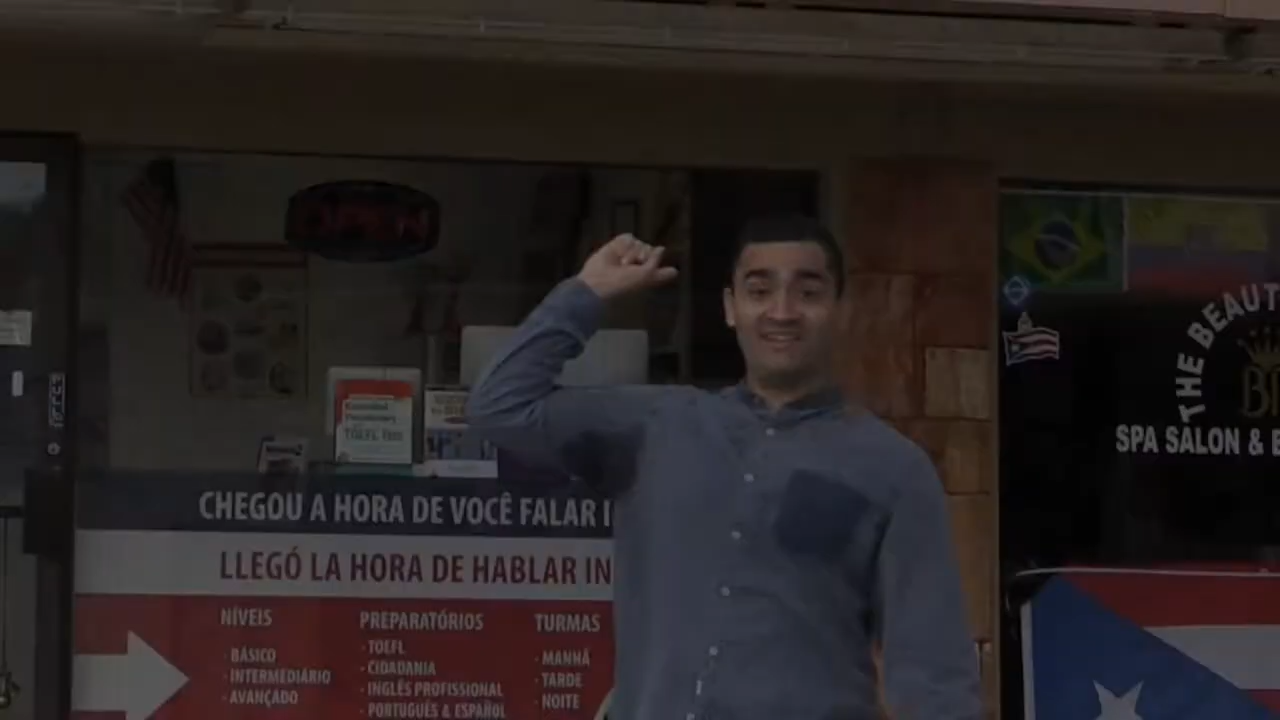 OPEN
TOEFL
CHEGOU A HORA DE VOCÊ FALAR I
LLEGÓ LA HORA DE HABLAR IN
NÍVEIS
· BÁSICO
· INTERMEDIÁRIO
· AVANÇADO
PREPARATÓRIOS
· TOEFL
· CIDADANIA
· INGLÊS PROFISSIONAL
· PORTUGUÊS & ESPAÑOL
TURMAS
· MANHÃ
· TARDE
· NOITE
THE BEAUT
SPA SALON &